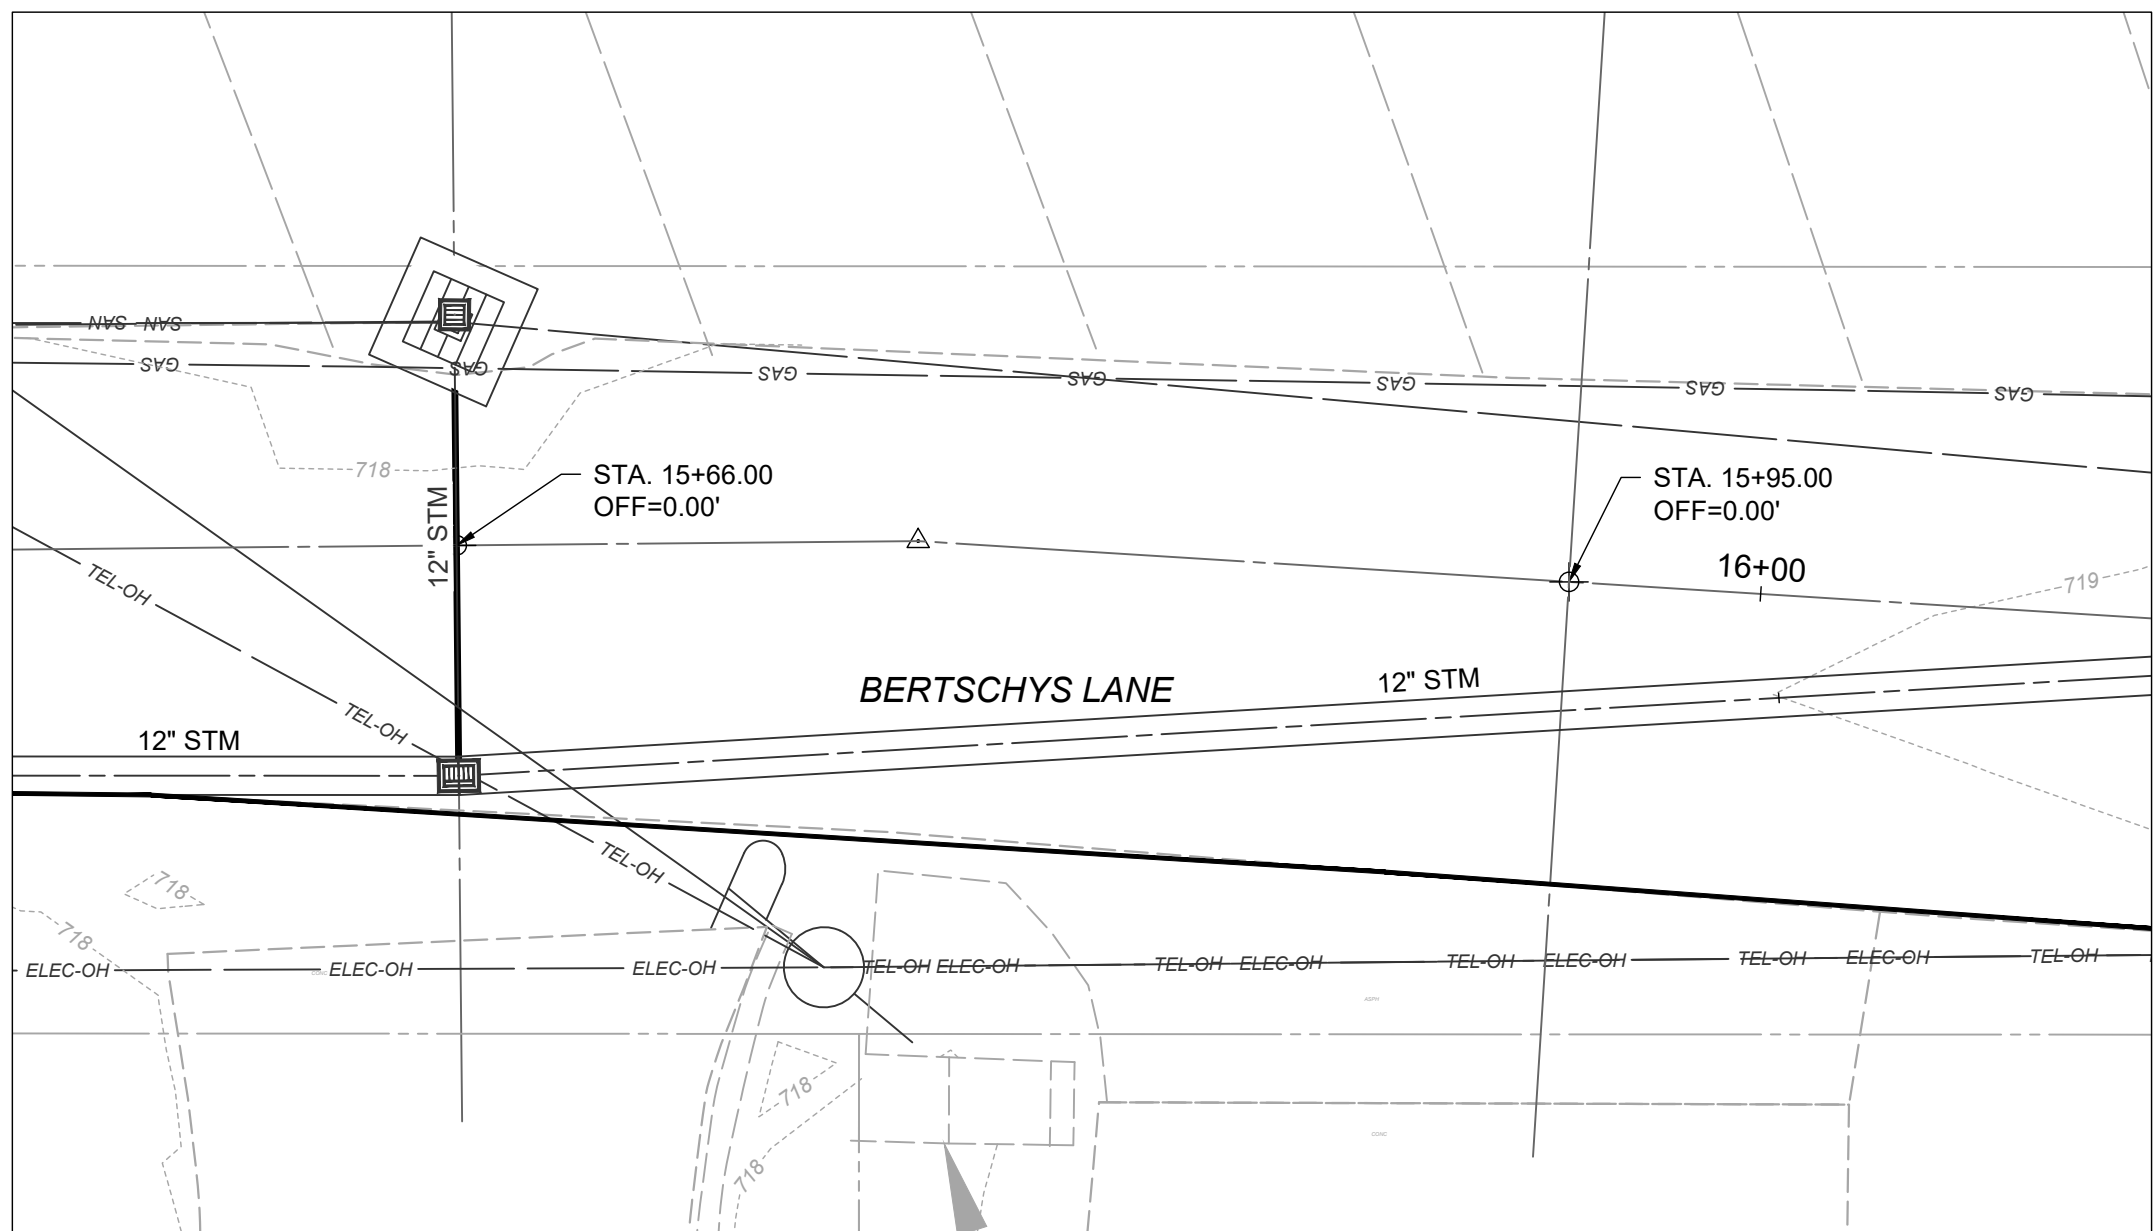 SAN SAN
GAS GAS GAS GAS GAS GAS GAS
718
12" STM
STA. 15+66.00
OFF=0.00'
STA. 15+95.00
OFF=0.00'
16+00
719
TEL-OH
TEL-OH
TEL-OH
BERTSCHYS LANE
12" STM
12" STM
718
718
CONC
ELEC-OH ELEC-OH ELEC-OH TEL-OH ELEC-OH TEL-OH ELEC-OH TEL-OH ELEC-OH TEL-OH ELEC-OH TEL-OH
ASPH
718
718
CONC